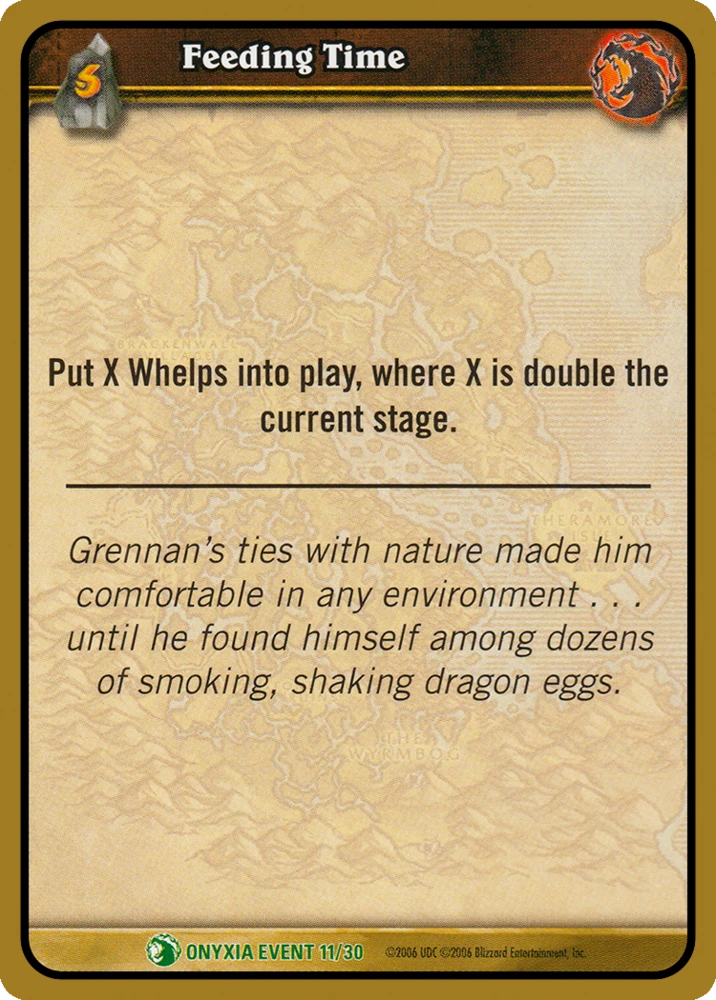 5
Feeding Time
BRACKENWALL
Put X Whelps into play, where X is double the
current stage.
THERAMORE
Grennan’s ties with nature made him
comfortable in any environment . . .
until he found himself among dozens
of smoking, shaking dragon eggs.
THE
WYRMBOG
ONYXIA EVENT 11/30
©2006 UDC ©2006 Blizzard Entertainment, Inc.